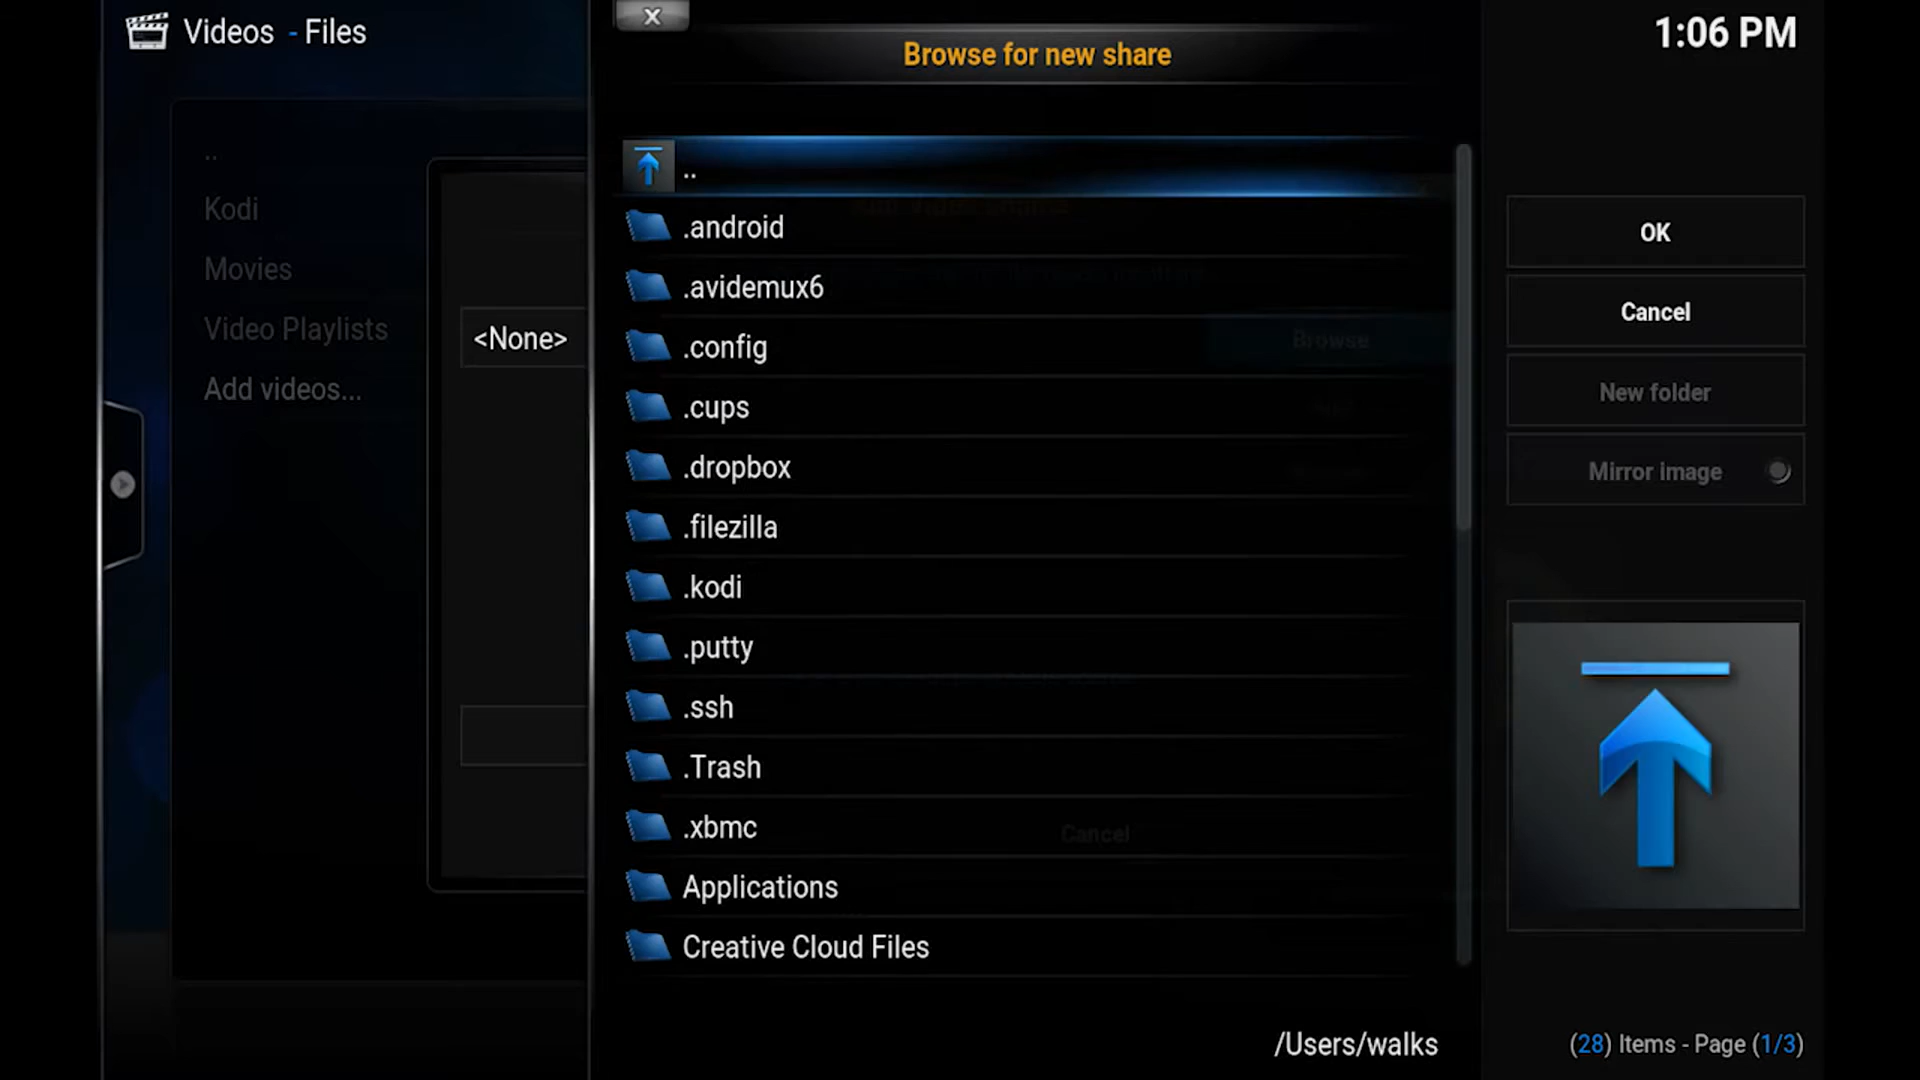 Videos - Files
X
Browse for new share
1:06 PM
..
Kodi
Movies
Video Playlists
Add videos...
<None>
..
.android
.avidemux6
.config
.cups
.dropbox
.filezilla
.kodi
.putty
.ssh
.Trash
.xbmc
Applications
Creative Cloud Files
Browse
Cancel
OK
Cancel
New folder
Mirror image
/Users/walks
(28) Items - Page (1/3)